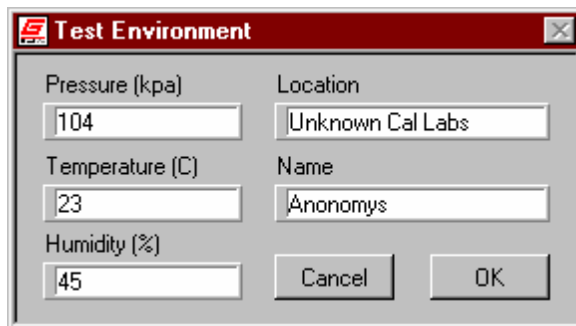 Test Environment
Pressure (kpa)
104
Location
Unknown Cal Labs
Temperature (C)
23
Name
Anonomys
Humidity (%)
45
Cancel
OK